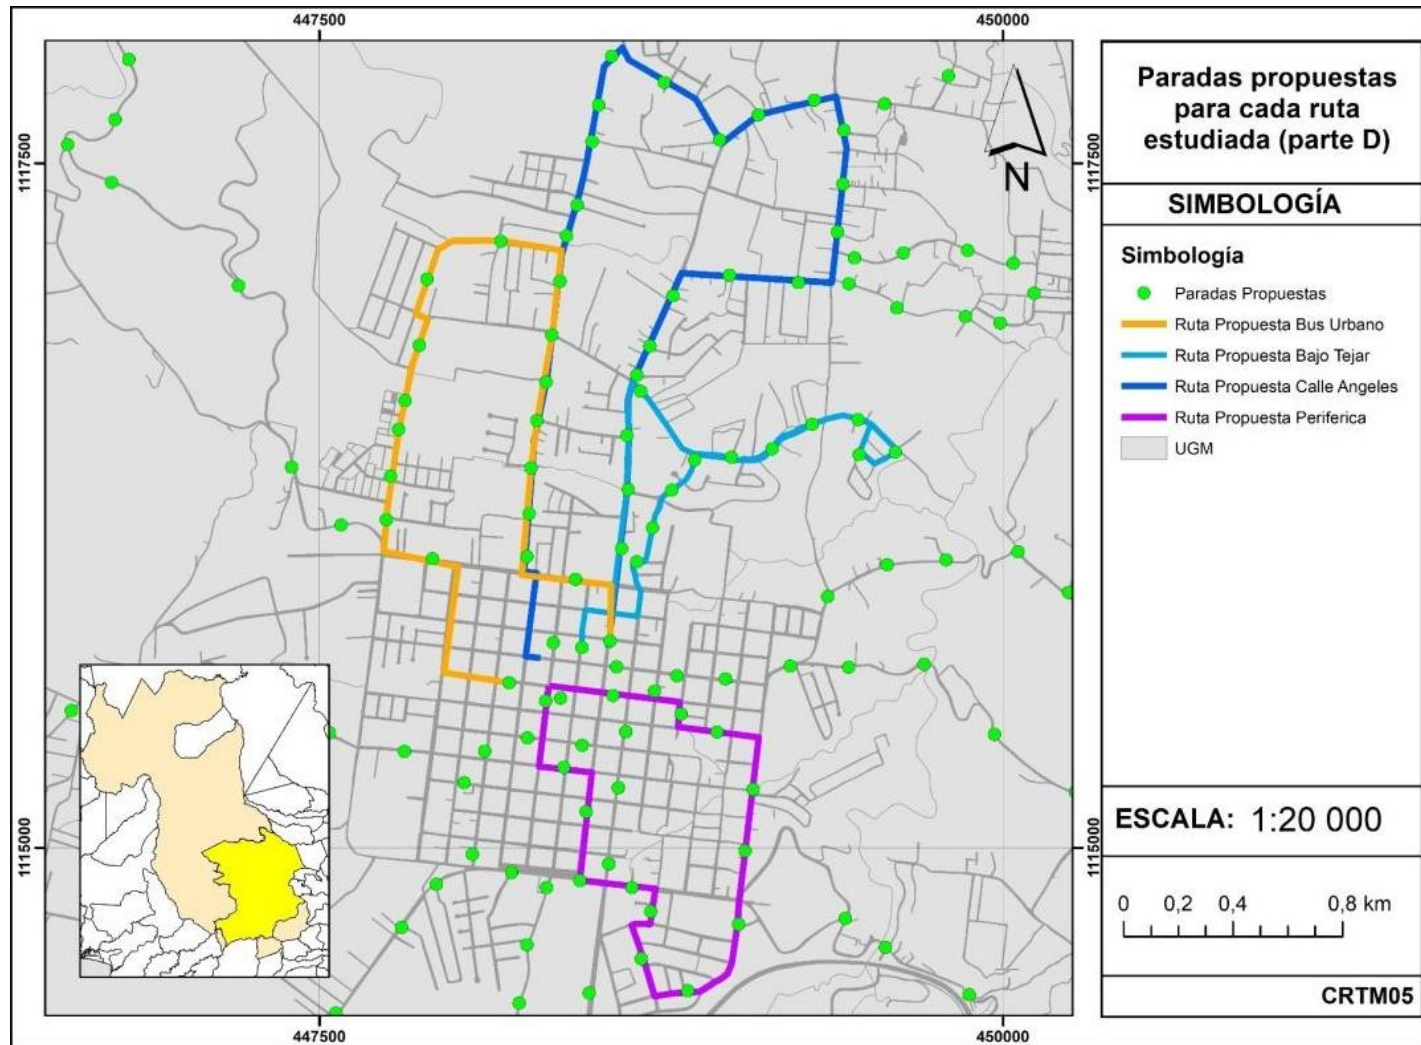 447500
450000
1117500
1117500
Paradas propuestas
para cada ruta
estudiada (parte D)
N
SIMBOLOGÍA
Simbología
Paradas Propuestas
Ruta Propuesta Bus Urbano
Ruta Propuesta Bajo Tejar
Ruta Propuesta Calle Angeles
Ruta Propuesta Periferica
UGM
1115000
1115000
ESCALA: 1:20 000
0 0,2 0,4 0,8 km
CRTM05
447500
450000